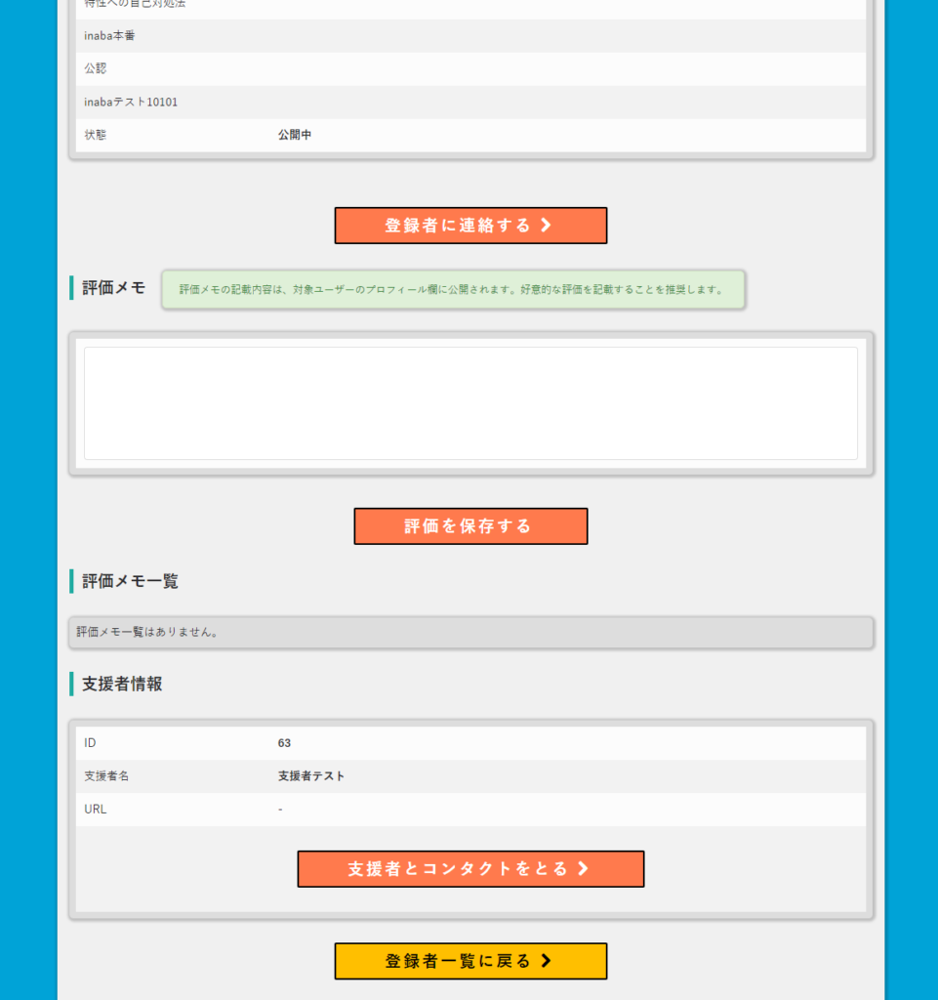 特性への自己対処法
inaba本番
公認
inabaテスト10101
状態 公開中
登録者に連絡する
評価メモ 評価メモの記載内容は、対象ユーザーのプロフィール欄に公開されます。好意的な評価を記載することを推奨します。
評価を保存する
評価メモ一覧
評価メモ一覧はありません。
支援者情報
ID 63
支援者名 支援者テスト
URL -
支援者とコンタクトをとる
登録者一覧に戻る